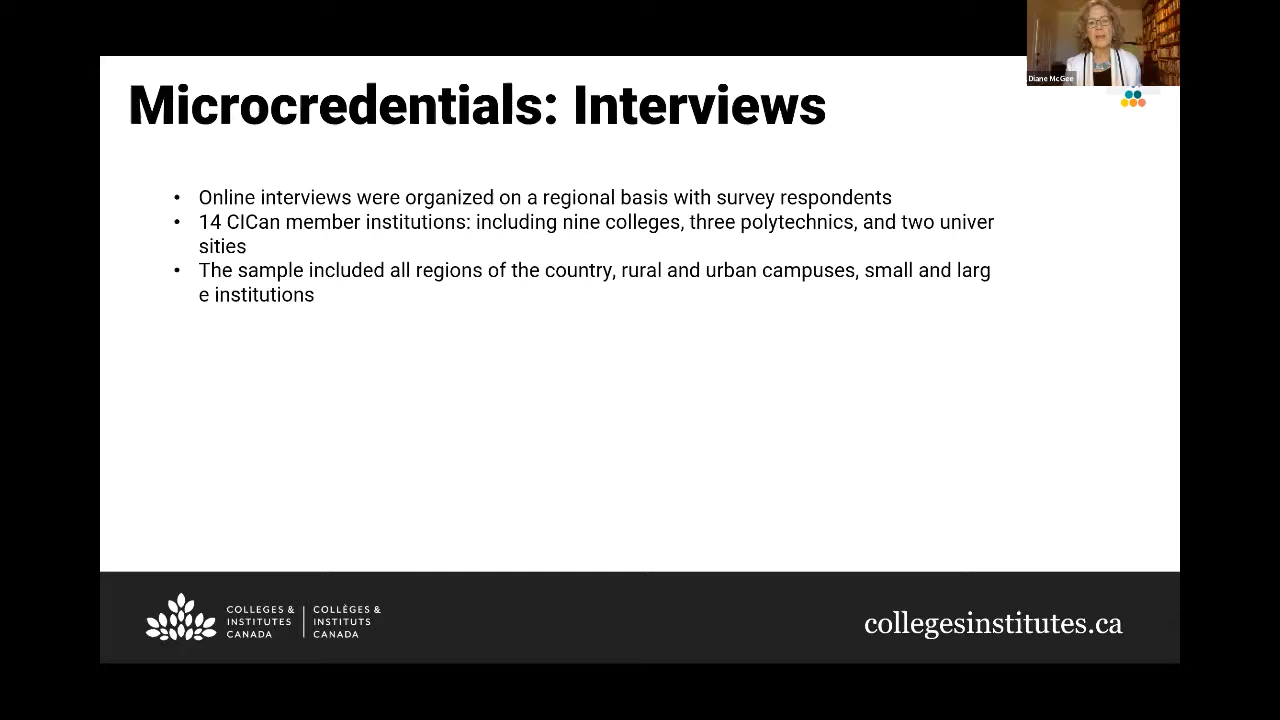 Diane McGee
Microcredentials: Interviews
• Online interviews were organized on a regional basis with survey respondents
• 14 CICan member institutions: including nine colleges, three polytechnics, and two univer
sities
• The sample included all regions of the country, rural and urban campuses, small and larg
e institutions
COLLEGES &
INSTITUTES
CANADA
COLLÈGES &
INSTITUTS
CANADA
collegesinstitutes.ca